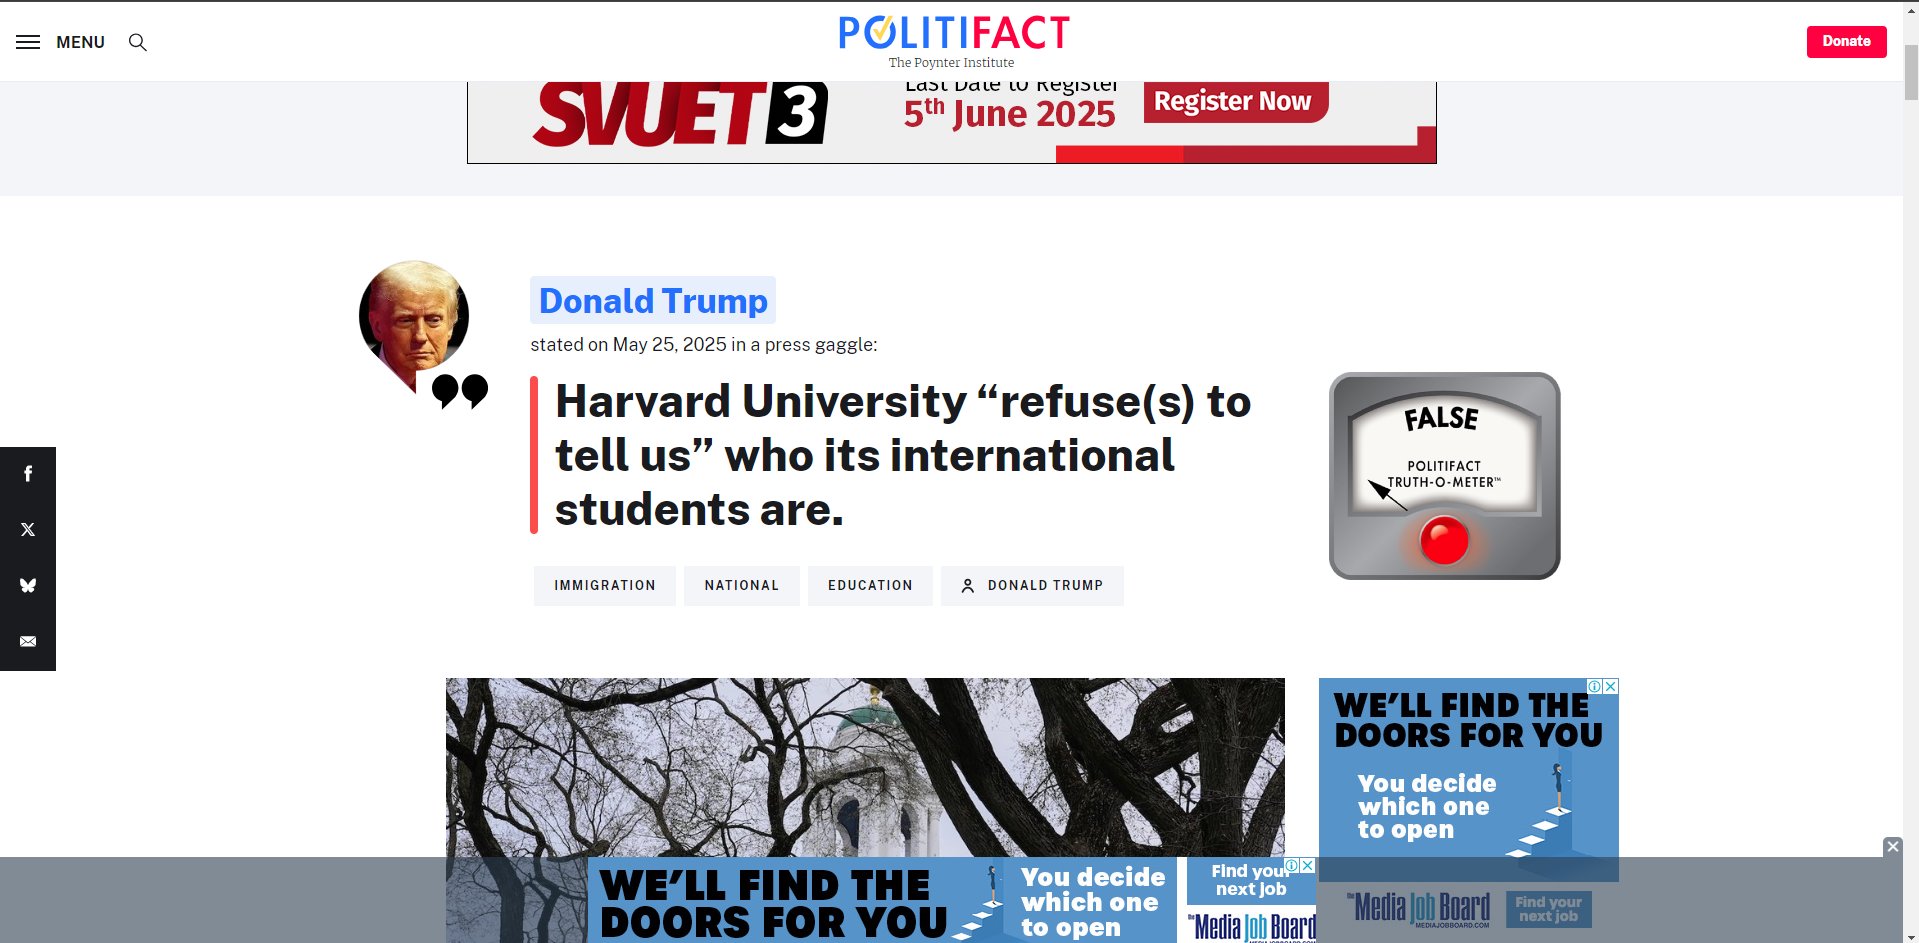 MENU
POLITIFACT
The Poynter Institute
Donate
SVUET 3
Last Date to Register
5th June 2025
Register Now
Donald Trump
stated on May 25, 2025 in a press gaggle:
Harvard University “refuse(s) to
tell us” who its international
students are.
FALSE
POLITIFACT
TRUTH-O-METER™
IMMIGRATION
NATIONAL
EDUCATION
DONALD TRUMP
WE’LL FIND THE
DOORS FOR YOU
You decide
which one
to open
the Media Job Board
MEDIAJOBBOARD.COM
Find your
next job
WE’LL FIND THE
DOORS FOR YOU
You decide
which one
to open
Find your
next job
the Media Job Board